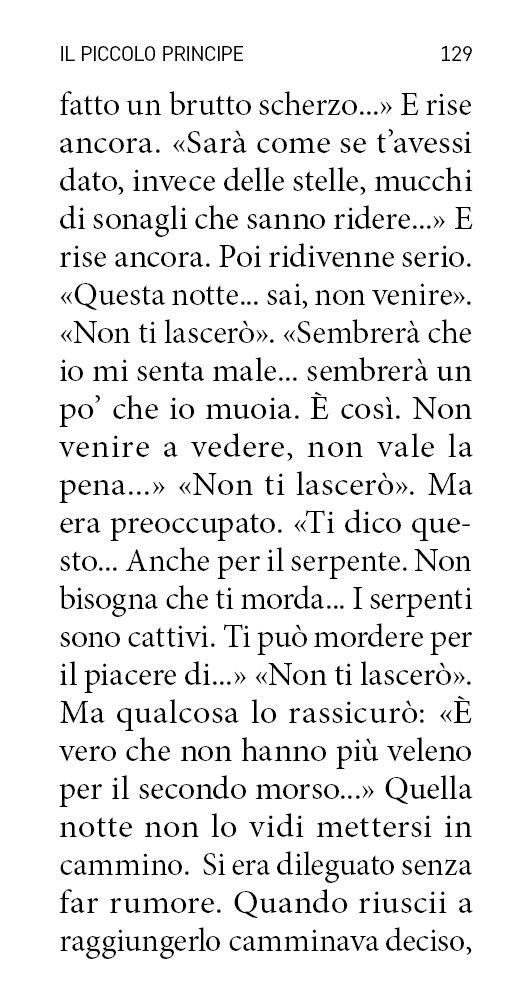 IL PICCOLO PRINCIPE 129
fatto un brutto scherzo...» E rise
ancora. «Sarà come se t’avessi
dato, invece delle stelle, mucchi
di sonagli che sanno ridere...» E
rise ancora. Poi ridivenne serio.
«Questa notte... sai, non venire».
«Non ti lascerò». «Sembrerà che
io mi senta male... sembrerà un
po’ che io muoia. È così. Non
venire a vedere, non vale la
pena...» «Non ti lascerò». Ma
era preoccupato. «Ti dico que-
sto... Anche per il serpente. Non
bisogna che ti morda... I serpenti
sono cattivi. Ti può mordere per
il piacere di...» «Non ti lascerò».
Ma qualcosa lo rassicurò: «È
vero che non hanno più veleno
per il secondo morso...» Quella
notte non lo vidi mettersi in
cammino. Si era dileguato senza
far rumore. Quando riuscii a
raggiungerlo camminava deciso,